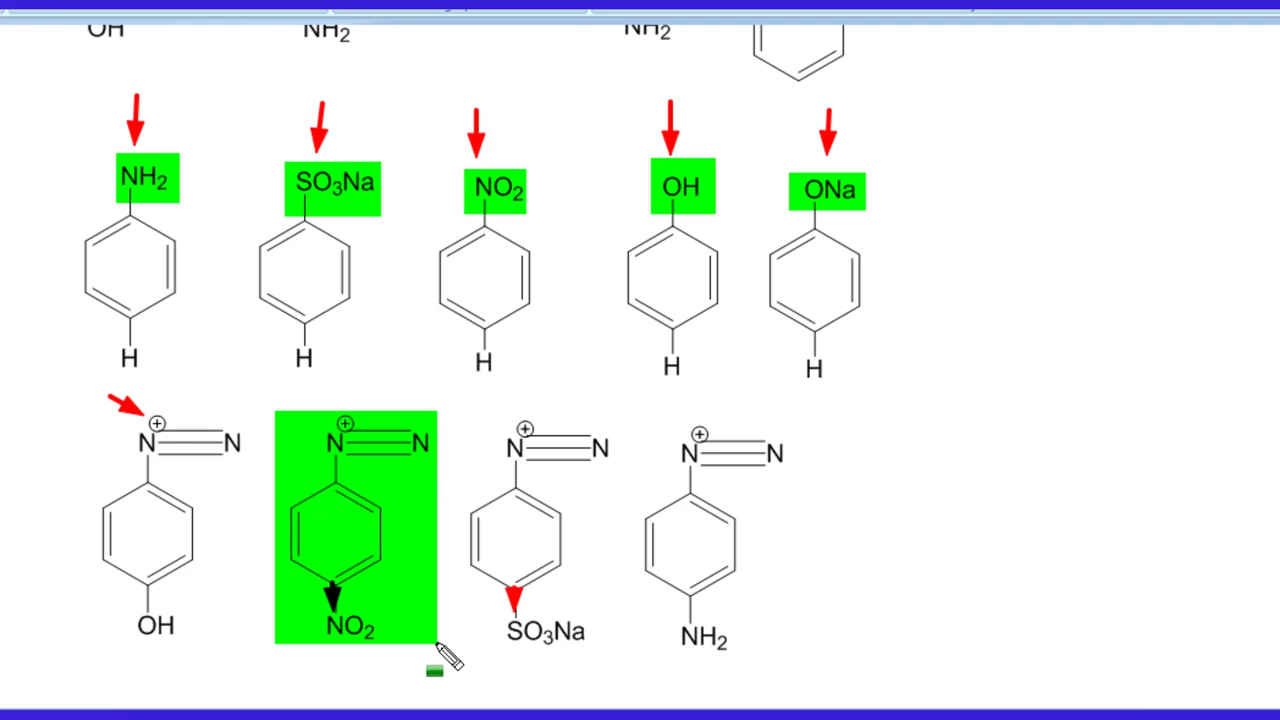 OH NH2 NH2
NH2 SO3Na NO2 OH ONa
H H H H H
N⊕ N N⊕ N N⊕ N N⊕ N
OH NO2 SO3Na NH2